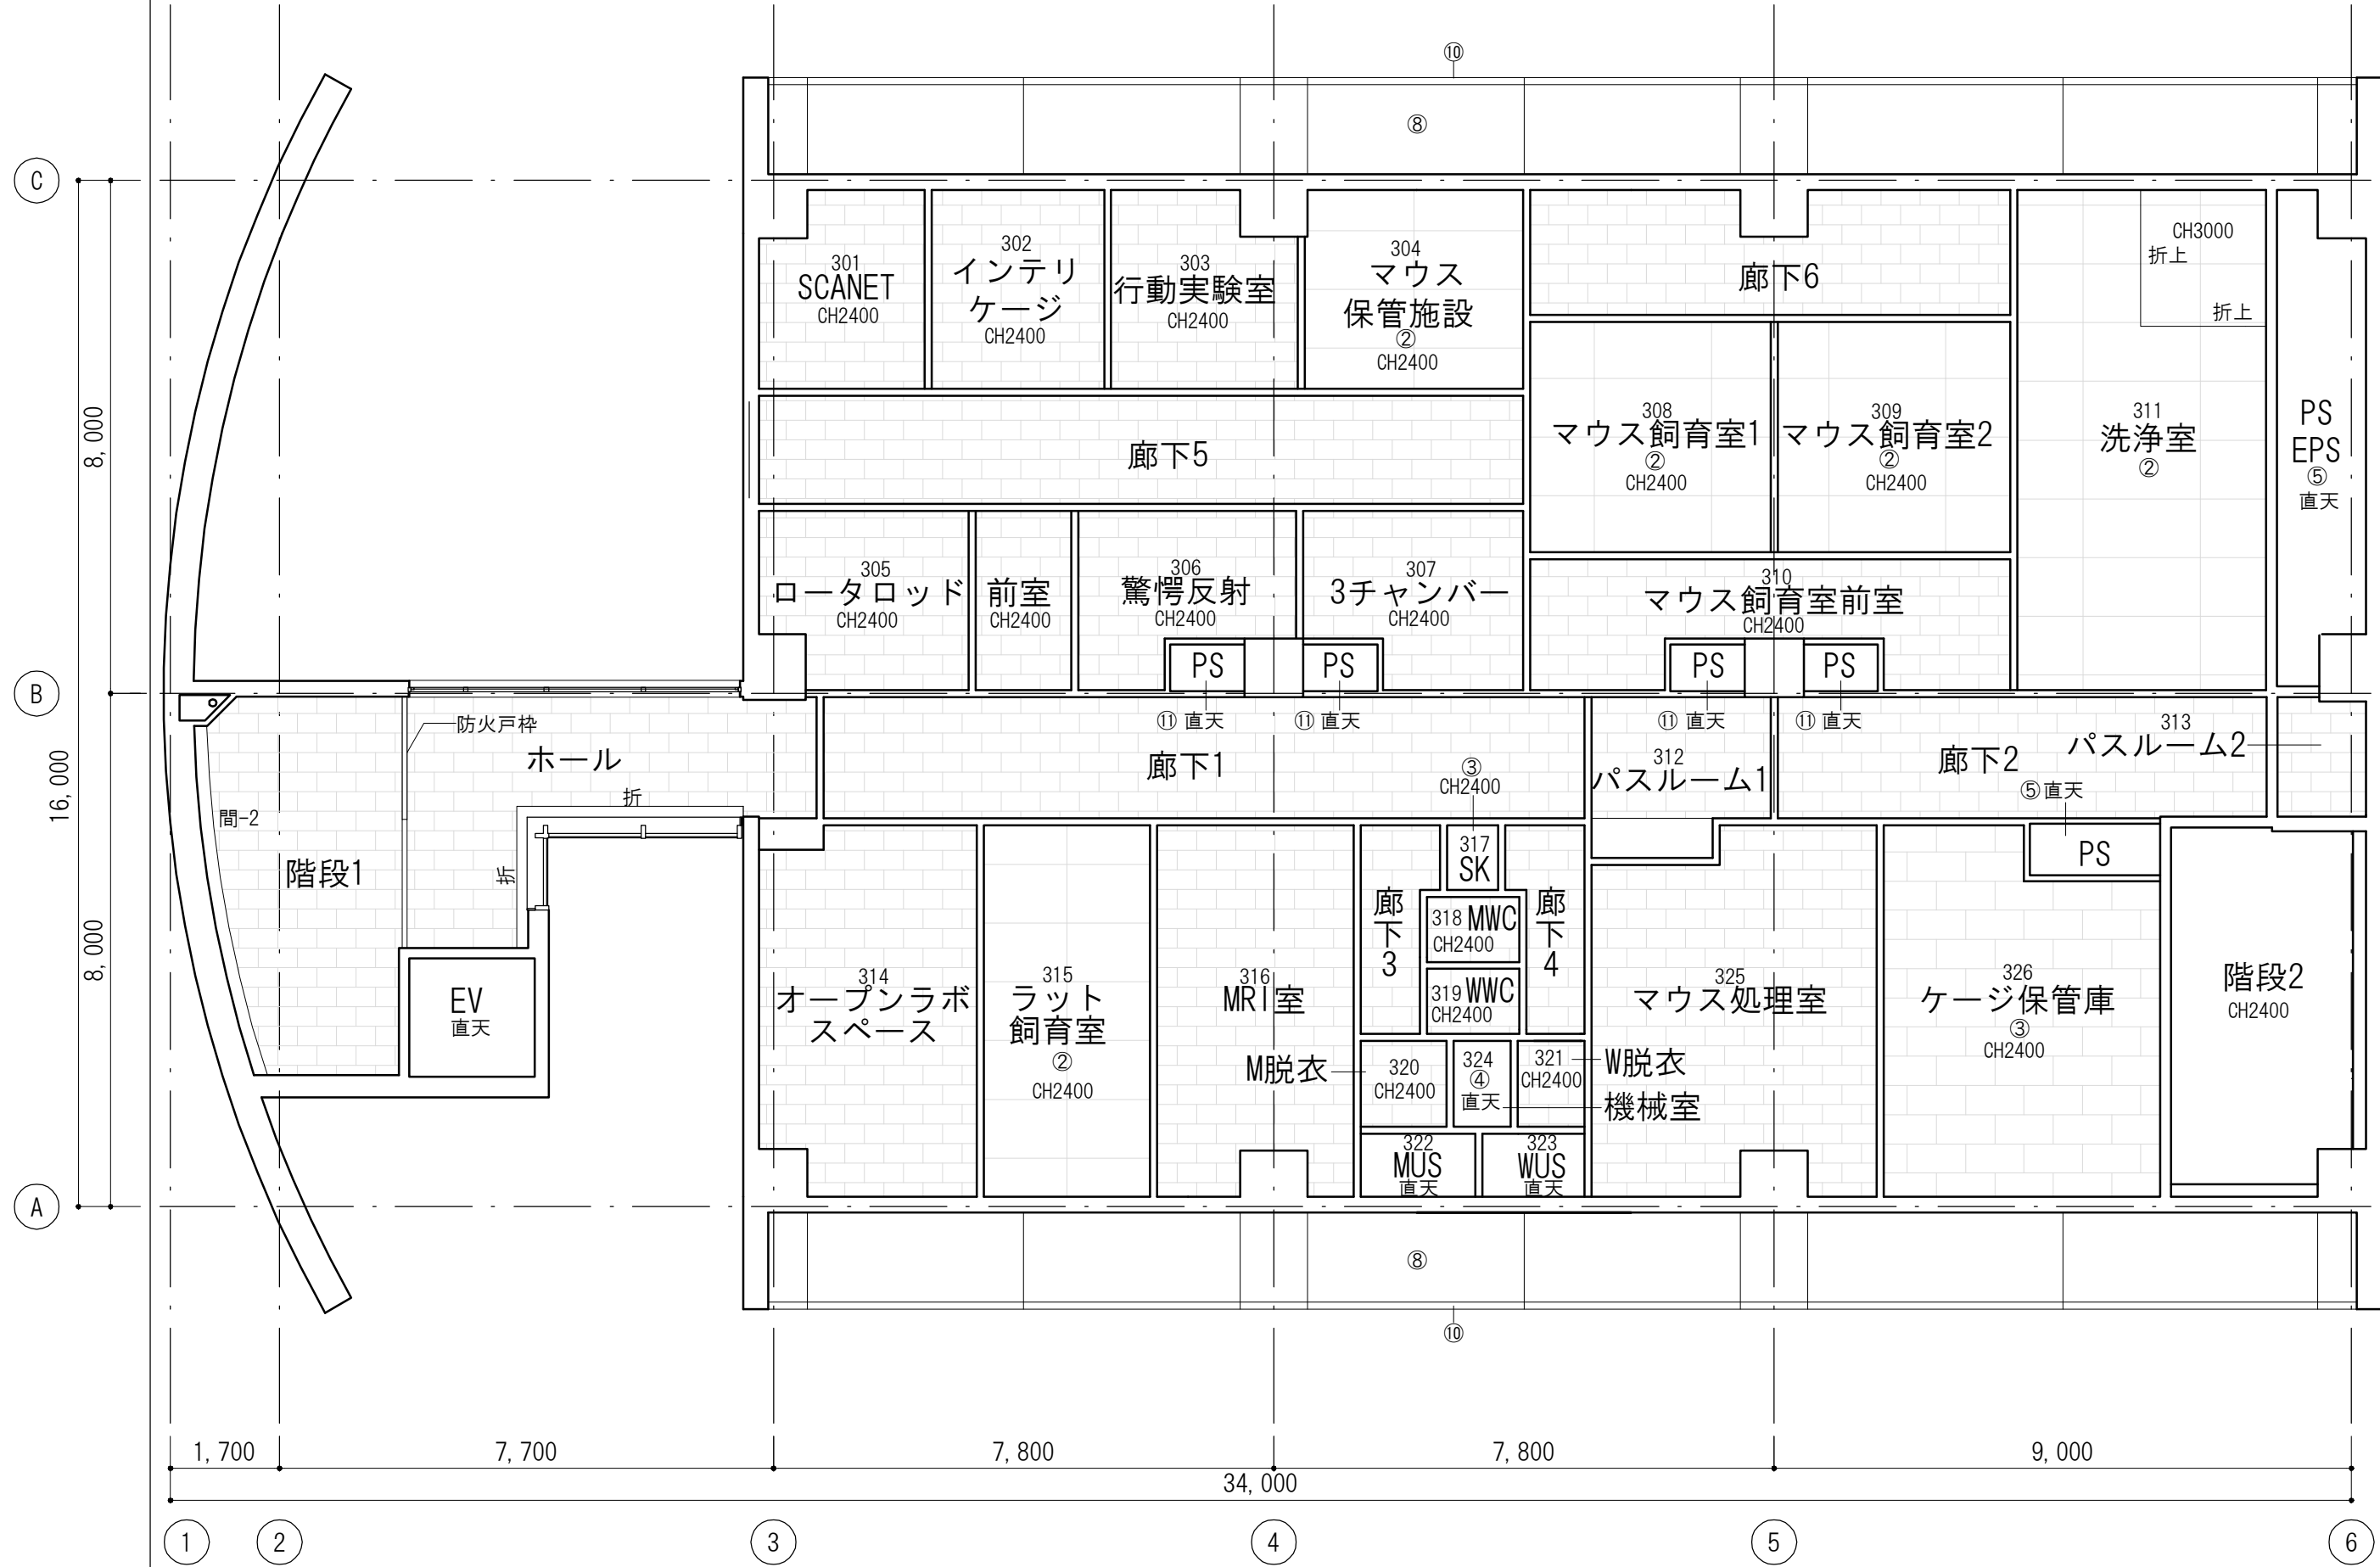 ⑩
⑧
C
8,000
16,000
B
8,000
A
301
SCANET
CH2400
302
インテリ
ケージ
CH2400
303
行動実験室
CH2400
304
マウス
保管施設
②
CH2400
廊下6
CH3000
折上
折上
廊下5
308
マウス飼育室1
②
CH2400
309
マウス飼育室2
②
CH2400
311
洗浄室
②
PS
EPS
⑤
直天
305
ロータロッド
CH2400
前室
CH2400
306
驚愕反射
CH2400
307
3チャンバー
CH2400
310
マウス飼育室前室
CH2400
PS
PS
PS
PS
⑪ 直天
⑪ 直天
⑪ 直天
⑪ 直天
防火戸枠
ホール
折
折
間-2
階段1
EV
直天
廊下1
③
CH2400
312
パスルーム1
廊下2
313
パスルーム2
⑤直天
PS
314
オープンラボ
スペース
315
ラット
飼育室
②
CH2400
316
MRI室
廊下3
317
SK
318 MWC
CH2400
319 WWC
CH2400
廊下4
M脱衣
320
CH2400
324
④
直天
321
CH2400
W脱衣
機械室
322
MUS
直天
323
WUS
直天
325
マウス処理室
326
ケージ保管庫
③
CH2400
階段2
CH2400
⑧
⑩
1,700
7,700
7,800
7,800
9,000
34,000
1
2
3
4
5
6